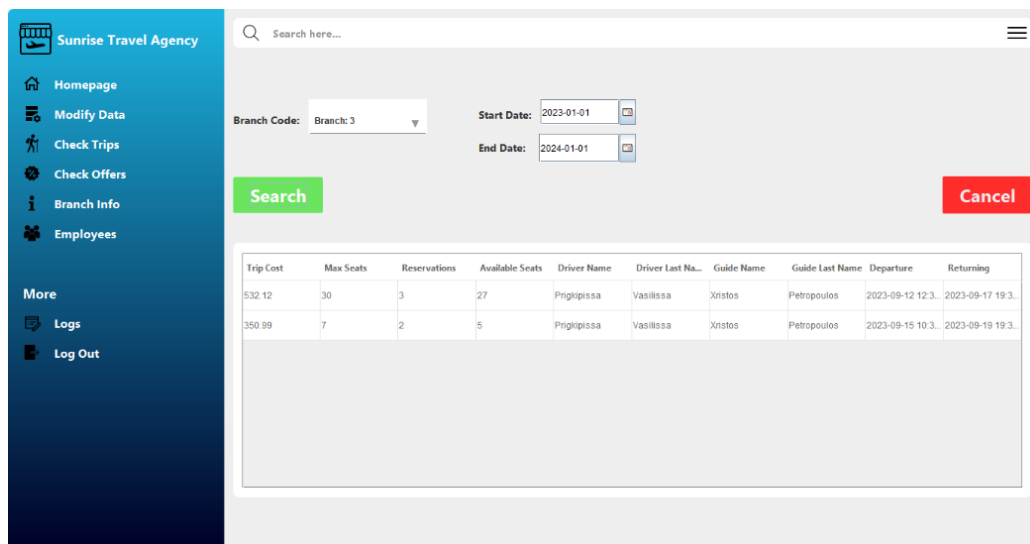 Sunrise Travel Agency
Search here...
Homepage
Modify Data
Check Trips
Check Offers
Branch Info
Employees
More
Logs
Log Out
Branch Code: Branch: 3
Start Date: 2023-01-01
End Date: 2024-01-01
Search
Cancel
Trip Cost Max Seats Reservations Available Seats Driver Name Driver Last Na... Guide Name Guide Last Name Departure Returning
532.12 30 3 27 Prigkipissa Vasilissa Xristos Petropoulos 2023-09-12 12:3... 2023-09-17 19:3...
350.99 7 2 5 Prigkipissa Vasilissa Xristos Petropoulos 2023-09-15 10:3... 2023-09-19 19:3...